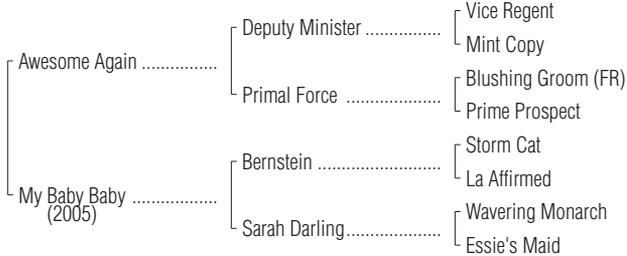 Vice Regent
Deputy Minister ..................
Mint Copy
Awesome Again ..................
Blushing Groom (FR)
Primal Force ......................
Prime Prospect
Storm Cat
Bernstein ............................
La Affirmed
My Baby Baby ....................
(2005)
Wavering Monarch
Sarah Darling......................
Essie's Maid